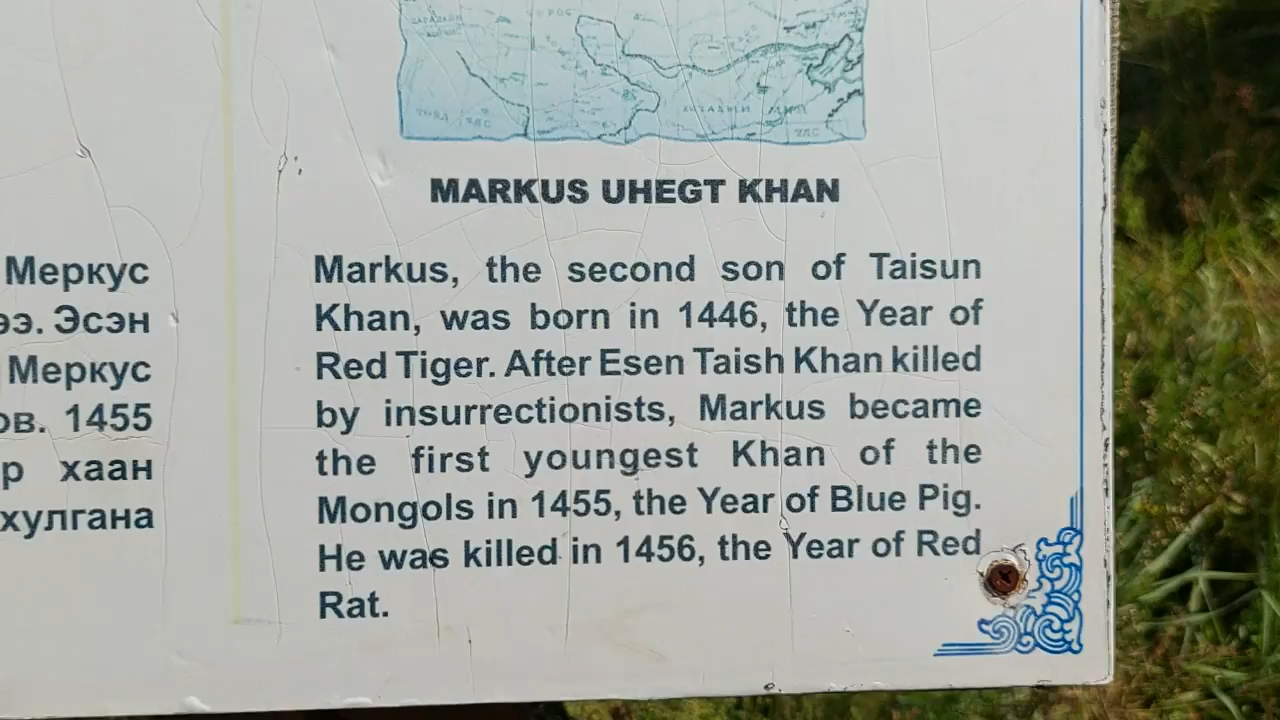 MARKUS UHEGT KHAN
Меркус
ээ. Эсэн
Меркус
ов. 1455
р хаан
хулгана
Markus, the second son of Taisun
Khan, was born in 1446, the Year of
Red Tiger. After Esen Taish Khan killed
by insurrectionists, Markus became
the first youngest Khan of the
Mongols in 1455, the Year of Blue Pig.
He was killed in 1456, the Year of Red
Rat.